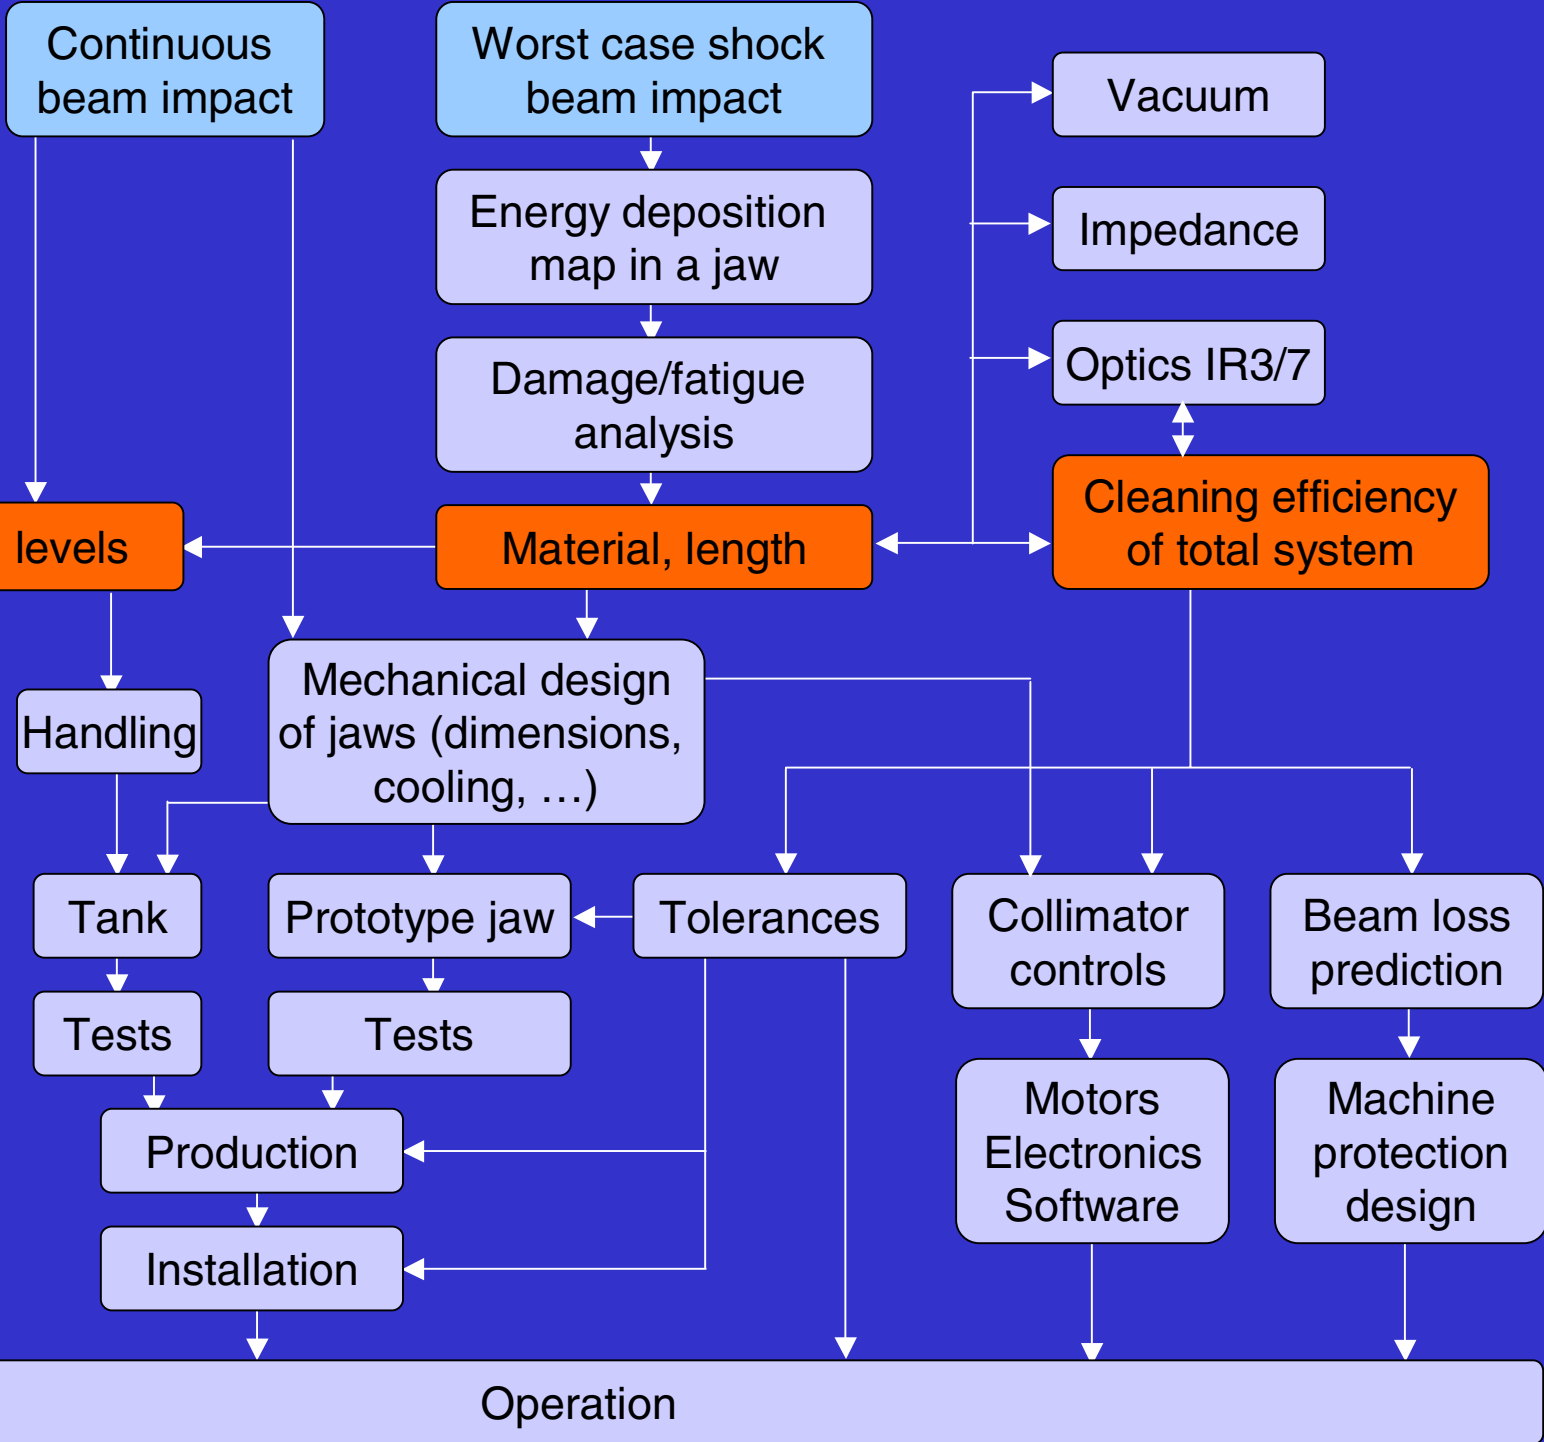 Continuous
beam impact
Worst case shock
beam impact
Vacuum
Energy deposition
map in a jaw
Impedance
Damage/fatigue
analysis
Optics IR3/7
levels
Material, length
Cleaning efficiency
of total system
Handling
Mechanical design
of jaws (dimensions,
cooling, …)
Tank
Prototype jaw
Tolerances
Collimator
controls
Beam loss
prediction
Tests
Tests
Motors
Electronics
Software
Machine
protection
design
Production
Installation
Operation